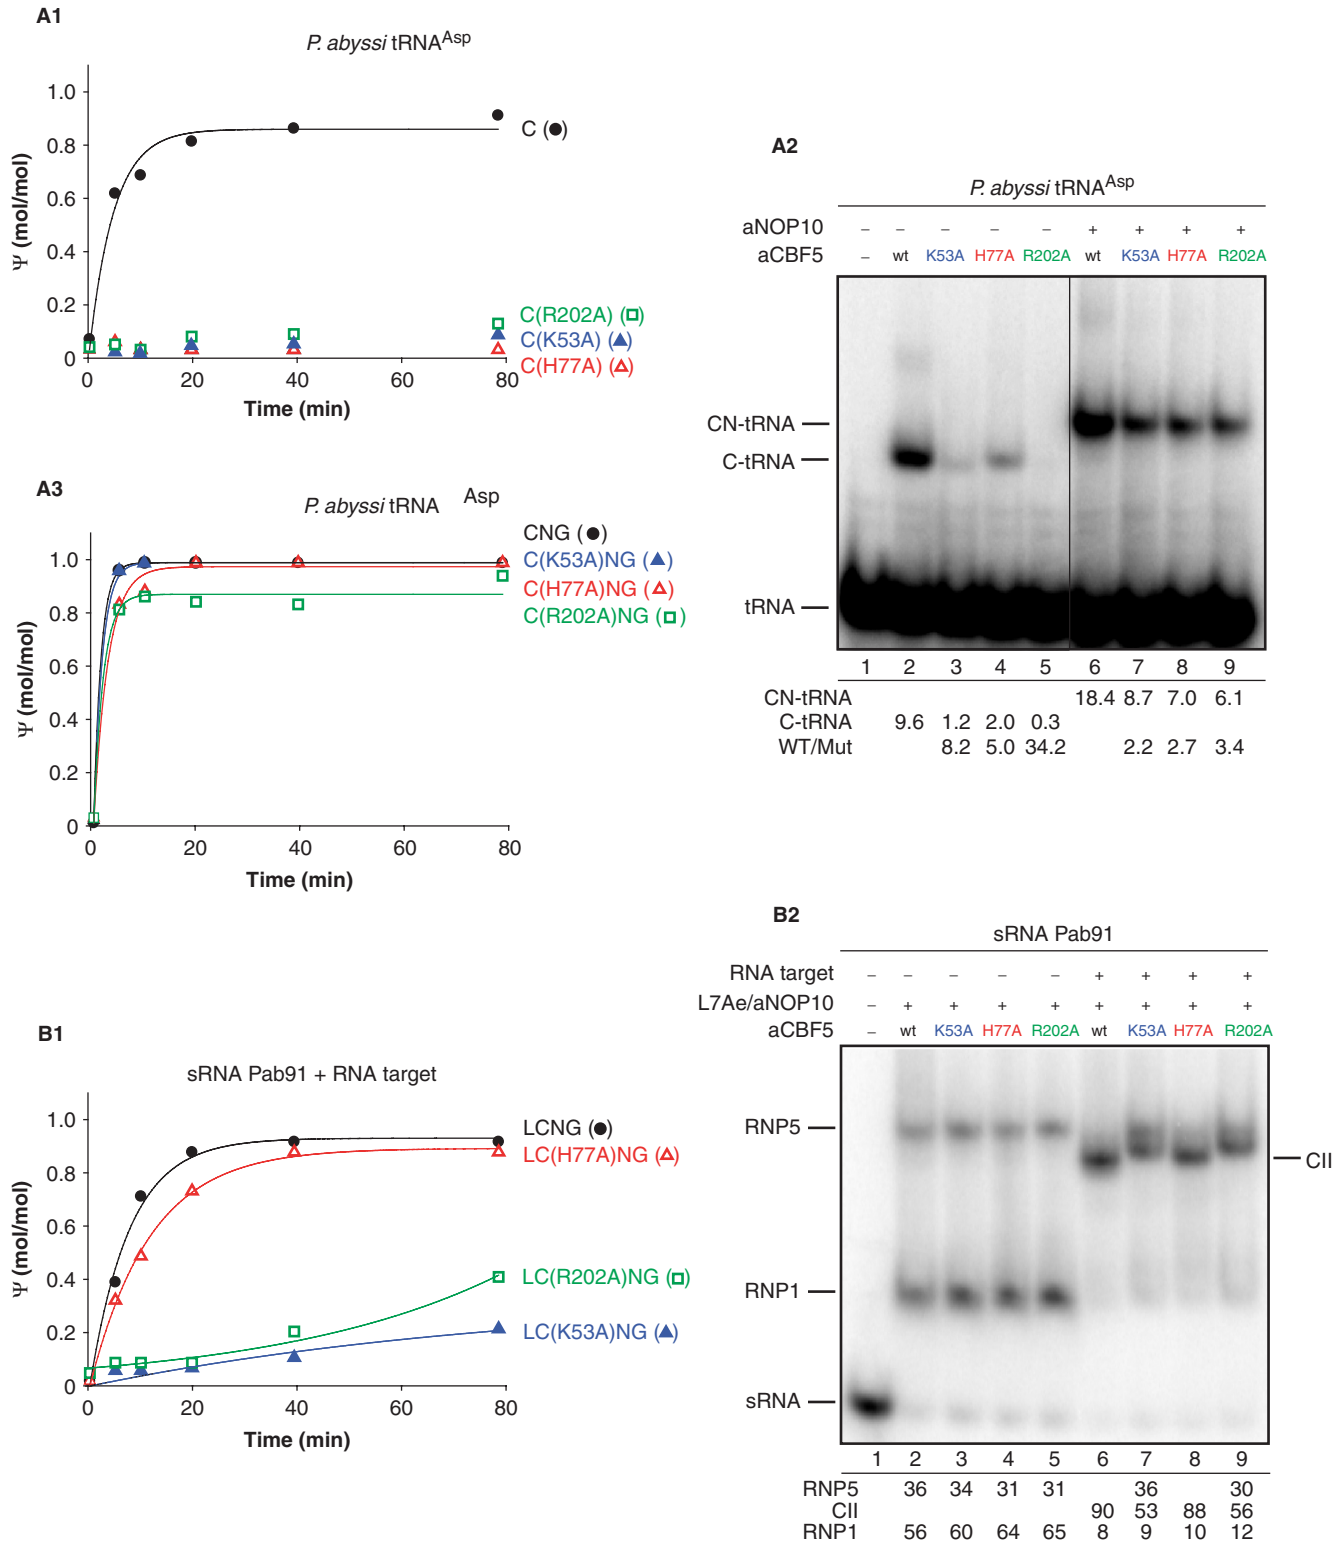 A1
P. abyssi tRNAAsp
1.0
0.8
0.6
0.4
0.2
0
Ψ (mol/mol)
0 20 40 60 80
Time (min)
C (●)
C(R202A) (□)
C(K53A) (▲)
C(H77A) (△)
A2
P. abyssi tRNAAsp
aNOP10 – – – – – + + + +
aCBF5 – wt K53A H77A R202A wt K53A H77A R202A
CN-tRNA
C-tRNA
tRNA
1 2 3 4 5 6 7 8 9
CN-tRNA 18.4 8.7 7.0 6.1
C-tRNA 9.6 1.2 2.0 0.3
WT/Mut 8.2 5.0 34.2 2.2 2.7 3.4
A3
P. abyssi tRNA Asp
1.0
0.8
0.6
0.4
0.2
0
Ψ (mol/mol)
0 20 40 60 80
Time (min)
CNG (●)
C(K53A)NG (▲)
C(H77A)NG (△)
C(R202A)NG (□)
B1
sRNA Pab91 + RNA target
1.0
0.8
0.6
0.4
0.2
0
Ψ (mol/mol)
0 20 40 60 80
Time (min)
LCNG (●)
LC(H77A)NG (△)
LC(R202A)NG (□)
LC(K53A)NG (▲)
B2
sRNA Pab91
RNA target – – – – – + + + +
L7Ae/aNOP10 – + + + + + + + +
aCBF5 – wt K53A H77A R202A wt K53A H77A R202A
RNP5
CII
RNP1
sRNA
1 2 3 4 5 6 7 8 9
RNP5 36 34 31 31 36 30
CII 90 53 88 56
RNP1 56 60 64 65 8 9 10 12